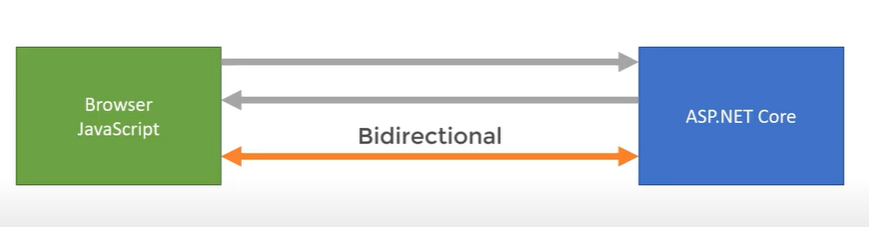 Browser
JavaScript
Bidirectional
ASP.NET Core